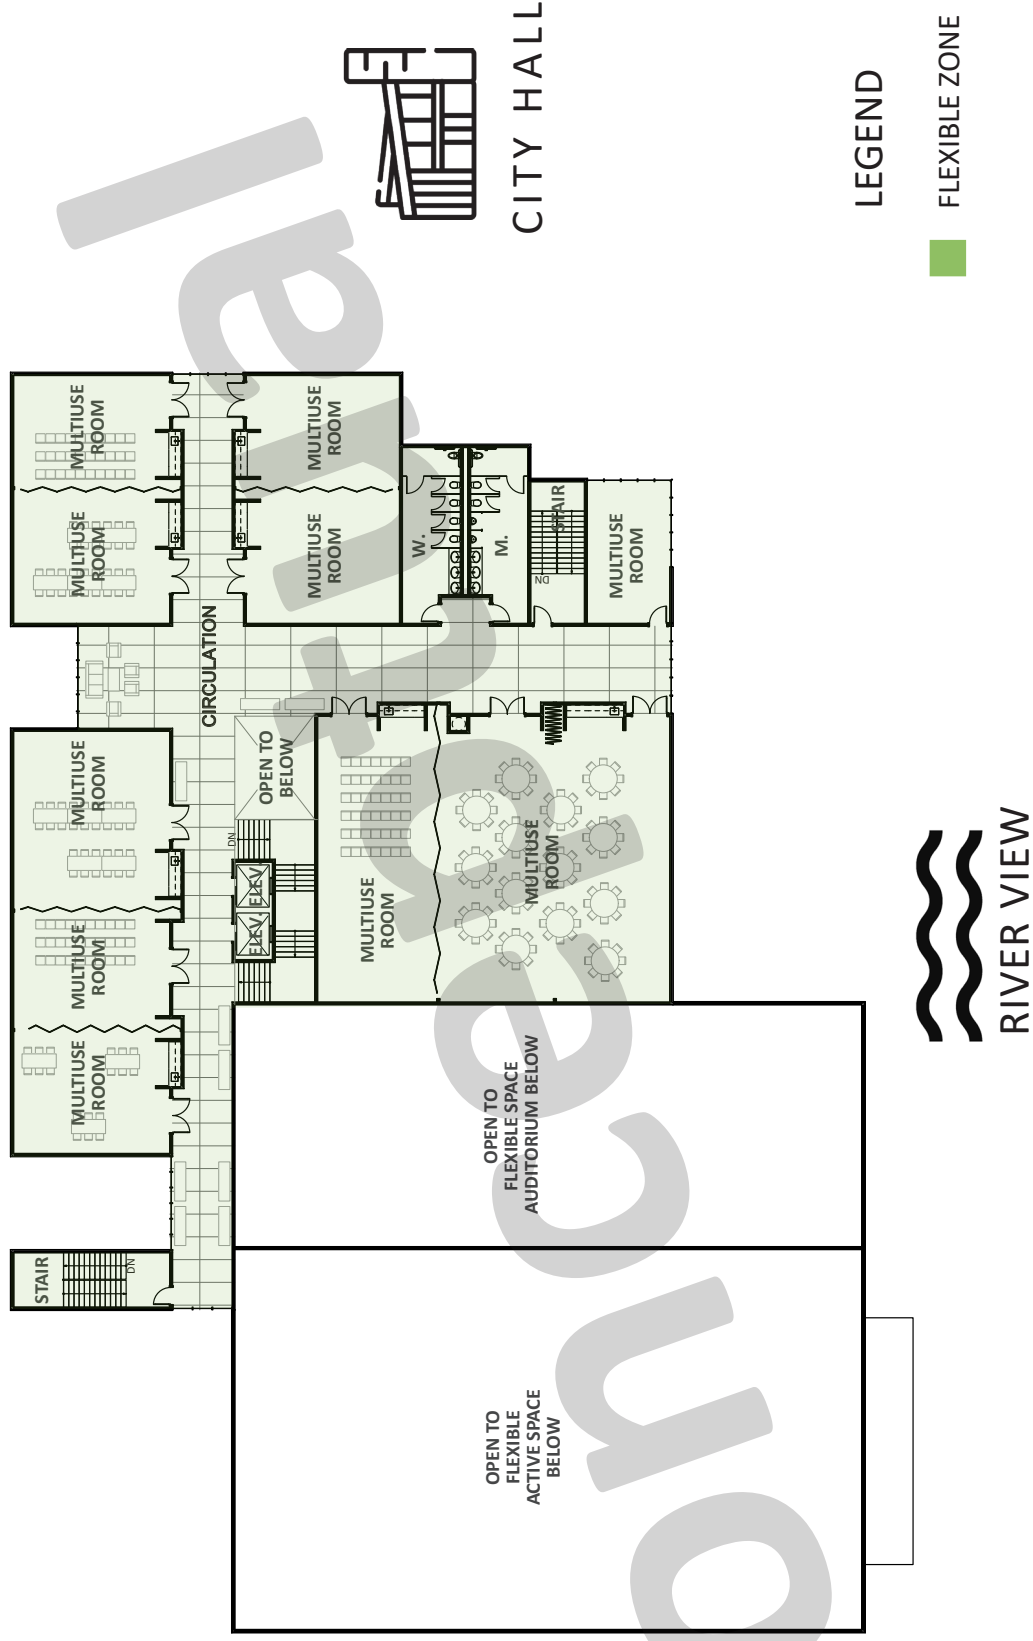 STAIR
DN
MULTIUSE
ROOM
MULTIUSE
ROOM
MULTIUSE
ROOM
MULTIUSE
ROOM
MULTIUSE
ROOM
CIRCULATION
ELEV.
ELEV.
DN
OPEN TO
BELOW
MULTIUSE
ROOM
MULTIUSE
ROOM
MULTIUSE
ROOM
MULTIUSE
ROOM
W.
M.
STAIR
DN
MULTIUSE
ROOM
OPEN TO
FLEXIBLE SPACE
AUDITORIUM BELOW
OPEN TO
FLEXIBLE
ACTIVE SPACE
BELOW
CITY HALL
LEGEND
FLEXIBLE ZONE
RIVER VIEW
conceptual